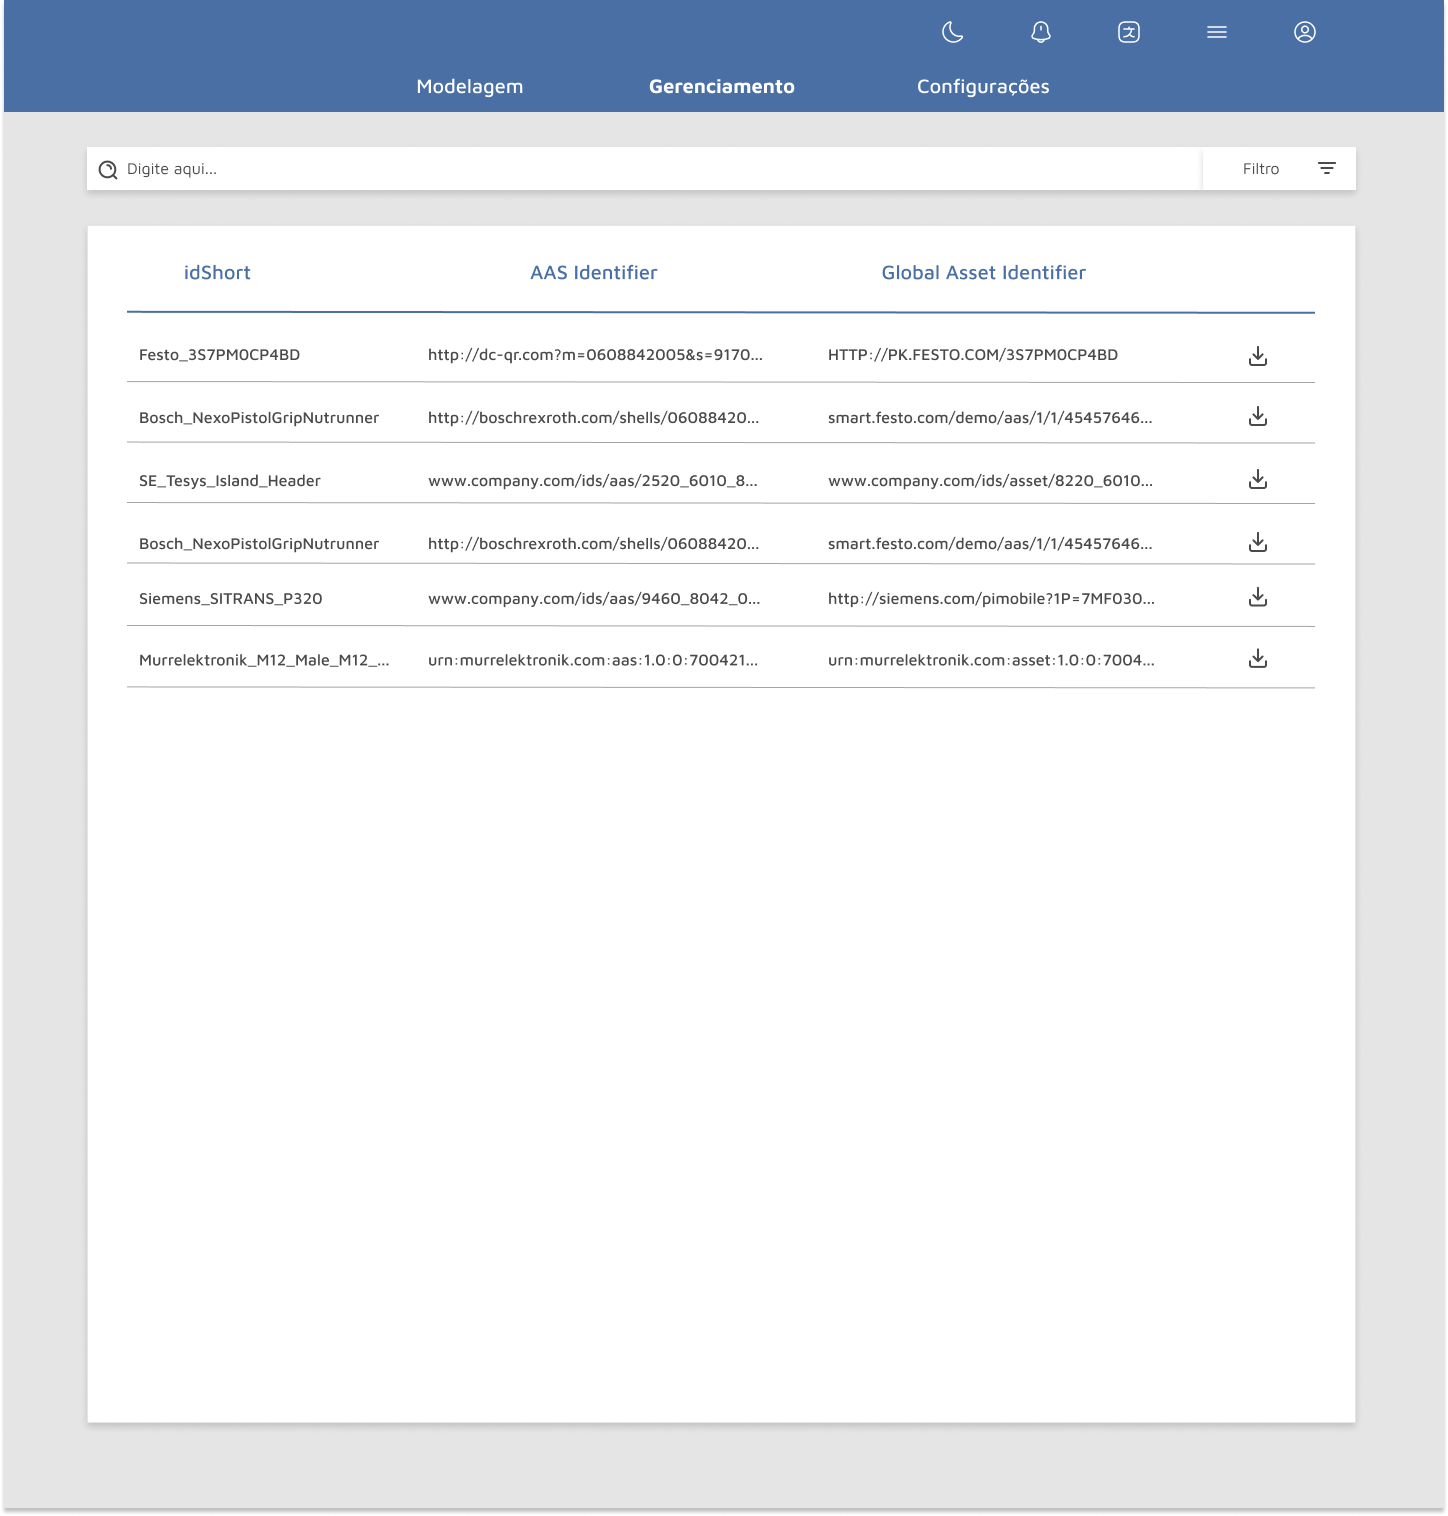 Modelagem Gerenciamento Configurações
Digite aqui... Filtro
idShort AAS Identifier Global Asset Identifier
Festo_3S7PM0CP4BD http://dc-qr.com?m=0608842005&s=9170... HTTP://PK.FESTO.COM/3S7PM0CP4BD
Bosch_NexoPistolGripNutrunner http://boschrexroth.com/shells/06088420... smart.festo.com/demo/aas/1/1/45457646...
SE_Tesys_Island_Header www.company.com/ids/aas/2520_6010_8... www.company.com/ids/asset/8220_6010...
Bosch_NexoPistolGripNutrunner http://boschrexroth.com/shells/06088420... smart.festo.com/demo/aas/1/1/45457646...
Siemens_SITRANS_P320 www.company.com/ids/aas/9460_8042_0... http://siemens.com/pimobile?1P=7MF030...
Murrelektronik_M12_Male_M12_... urn:murrelektronik.com:aas:1.0:0:700421... urn:murrelektronik.com:asset:1.0:0:7004...